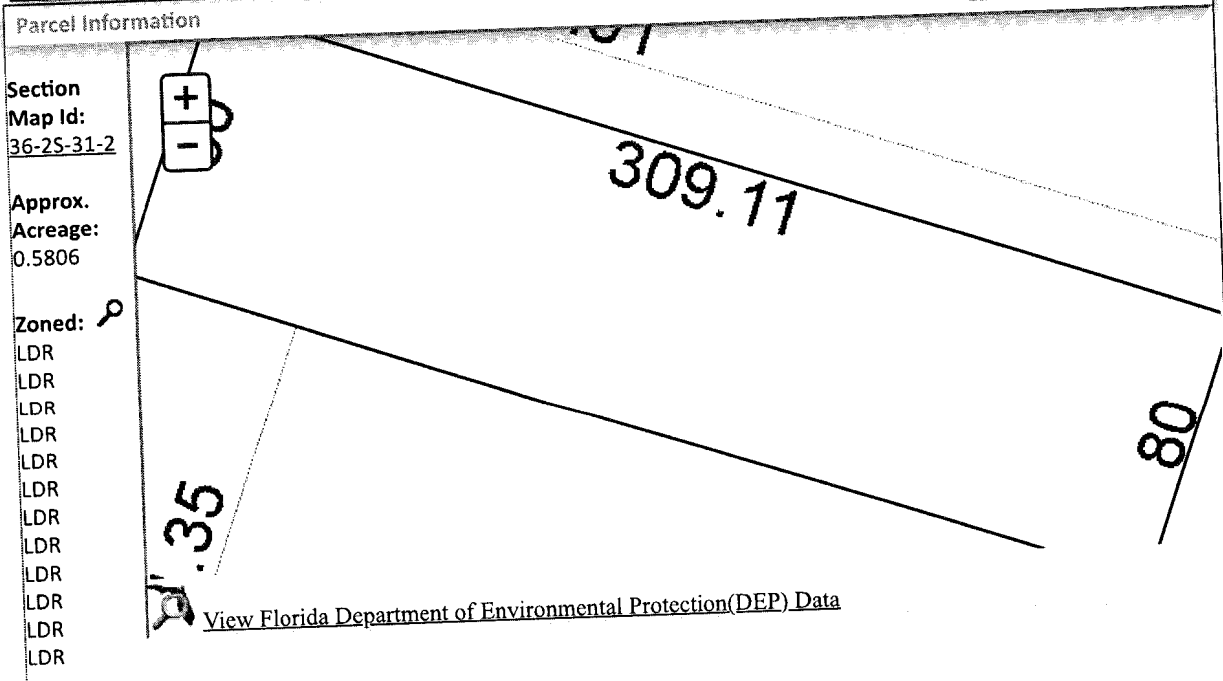 Parcel Information
Section
Map Id:
36-2S-31-2
Approx.
Acreage:
0.5806
Zoned:
LDR
LDR
LDR
LDR
LDR
LDR
LDR
LDR
LDR
LDR
LDR
LDR
+
−
309.11
80
.35
View Florida Department of Environmental Protection(DEP) Data